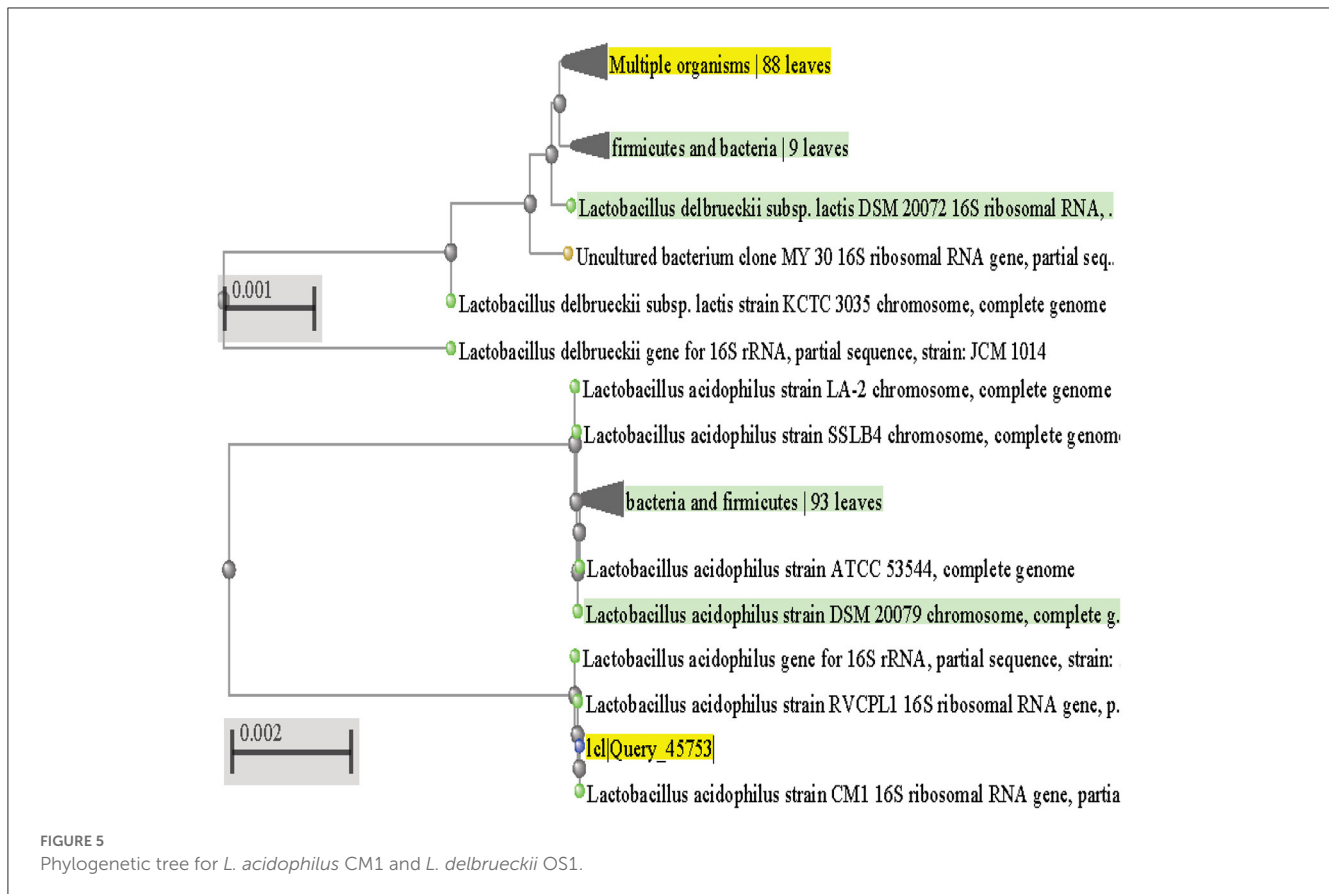 Multiple organisms | 88 leaves
firmicutes and bacteria | 9 leaves
Lactobacillus delbrueckii subsp. lactis DSM 20072 16S ribosomal RNA, .
Uncultured bacterium clone MY 30 16S ribosomal RNA gene, partial seq..
0.001
Lactobacillus delbrueckii subsp. lactis strain KCTC 3035 chromosome, complete genome
Lactobacillus delbrueckii gene for 16S rRNA, partial sequence, strain: JCM 1014
Lactobacillus acidophilus strain LA-2 chromosome, complete genome
Lactobacillus acidophilus strain SSLB4 chromosome, complete genom
bacteria and firmicutes | 93 leaves
Lactobacillus acidophilus strain ATCC 53544, complete genome
Lactobacillus acidophilus strain DSM 20079 chromosome, complete g.
Lactobacillus acidophilus gene for 16S rRNA, partial sequence, strain: .
Lactobacillus acidophilus strain RVCPL1 16S ribosomal RNA gene, p.
0.002
lcl|Query_45753|
Lactobacillus acidophilus strain CM1 16S ribosomal RNA gene, partia
FIGURE 5
Phylogenetic tree for L. acidophilus CM1 and L. delbrueckii OS1.